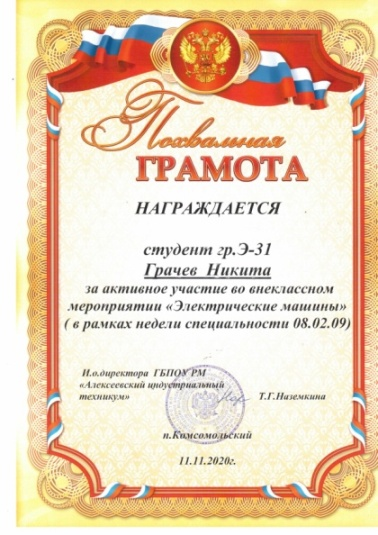 Похвальная
ГРАМОТА
НАГРАЖДАЕТСЯ
студент гр.Э-31
Грачев Никита
за активное участие во внеклассном
мероприятии «Электрические машины»
( в рамках недели специальности 08.02.09)
И.о.директора ГБПОУ РМ
«Алексеевский индустриальный
техникум»
Т.Г.Наземкина
п.Комсомольский
11.11.2020г.